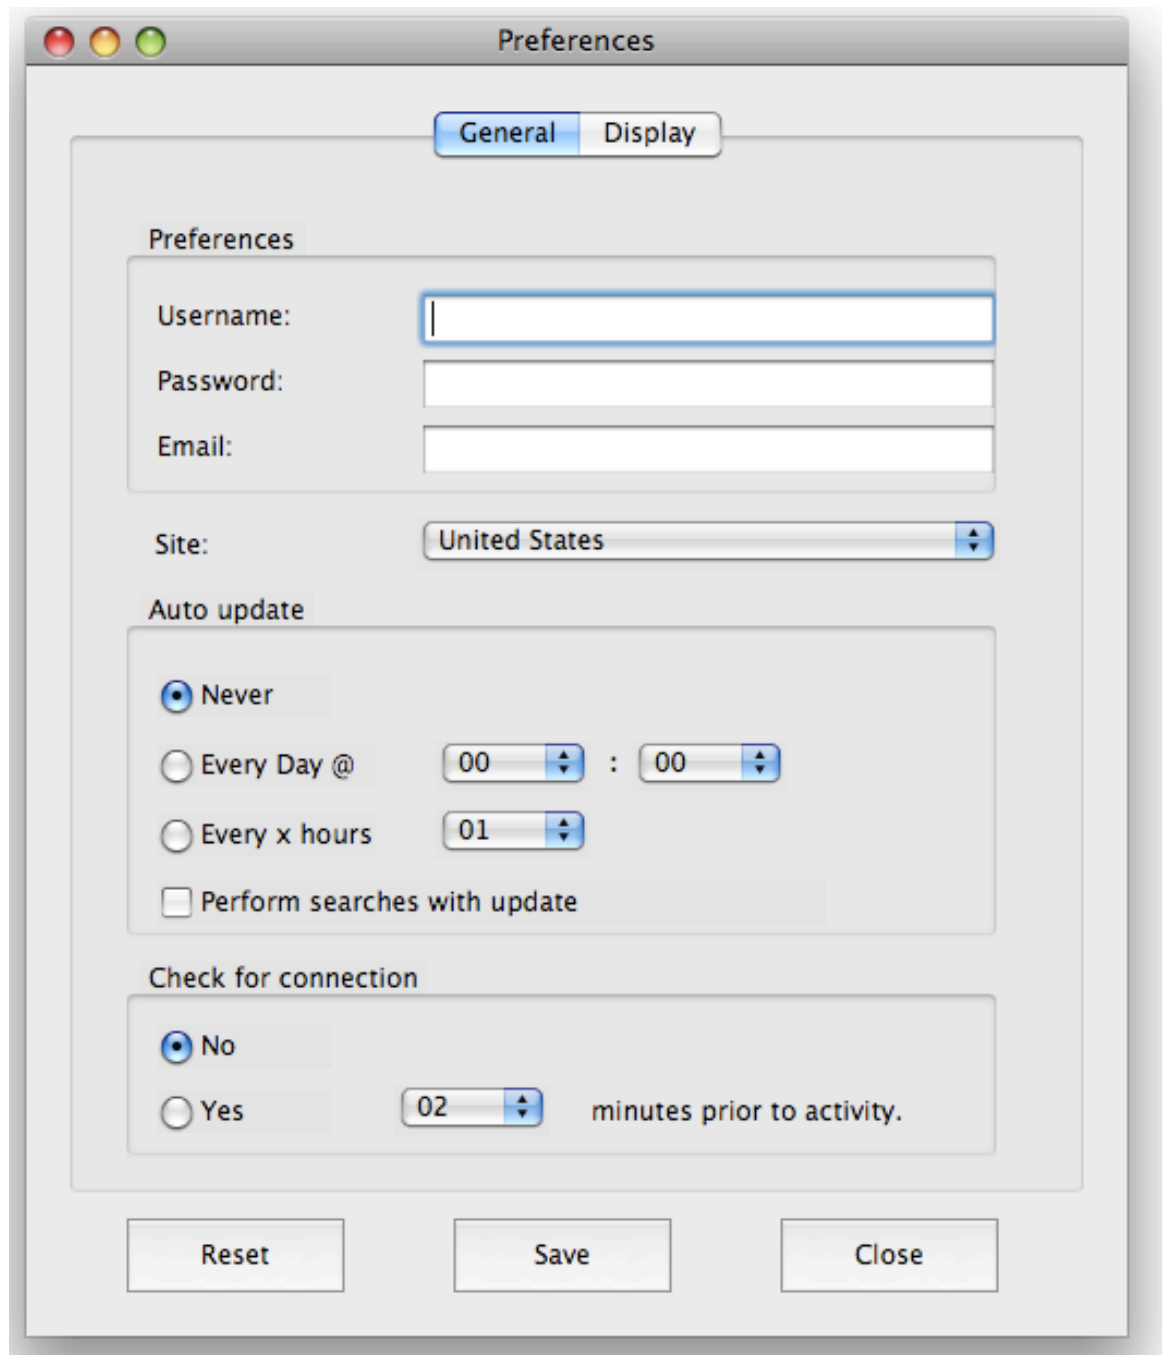 Preferences
General Display
Preferences
Username:
Password:
Email:
Site: United States
Auto update
Never
Every Day @ 00 : 00
Every x hours 01
Perform searches with update
Check for connection
No
Yes 02 minutes prior to activity.
Reset Save Close